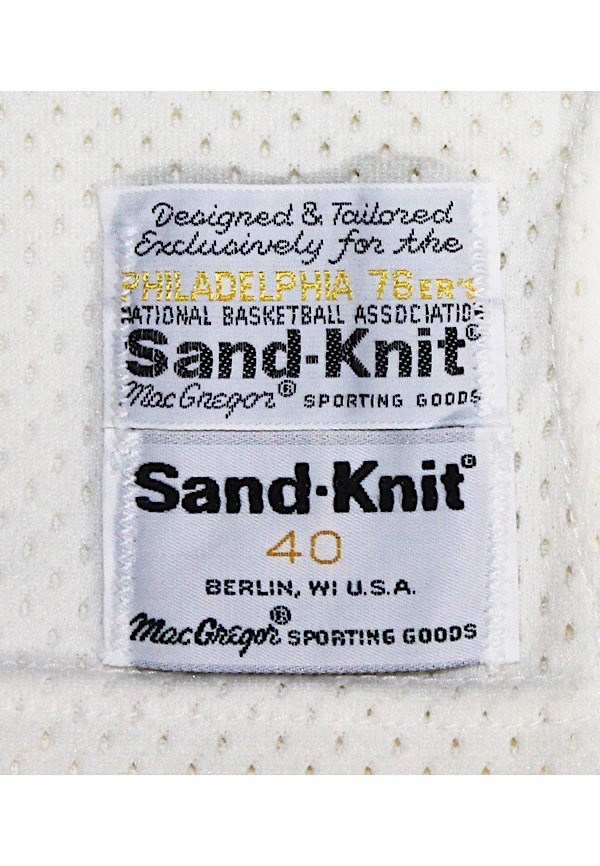 Designed & Tailored
Exclusively for the
PHILADELPHIA 76ER'S
NATIONAL BASKETBALL ASSOCIATION
Sand-Knit®
MacGregor® SPORTING GOODS
Sand-Knit®
40
BERLIN, WI U.S.A.
MacGregor® SPORTING GOODS